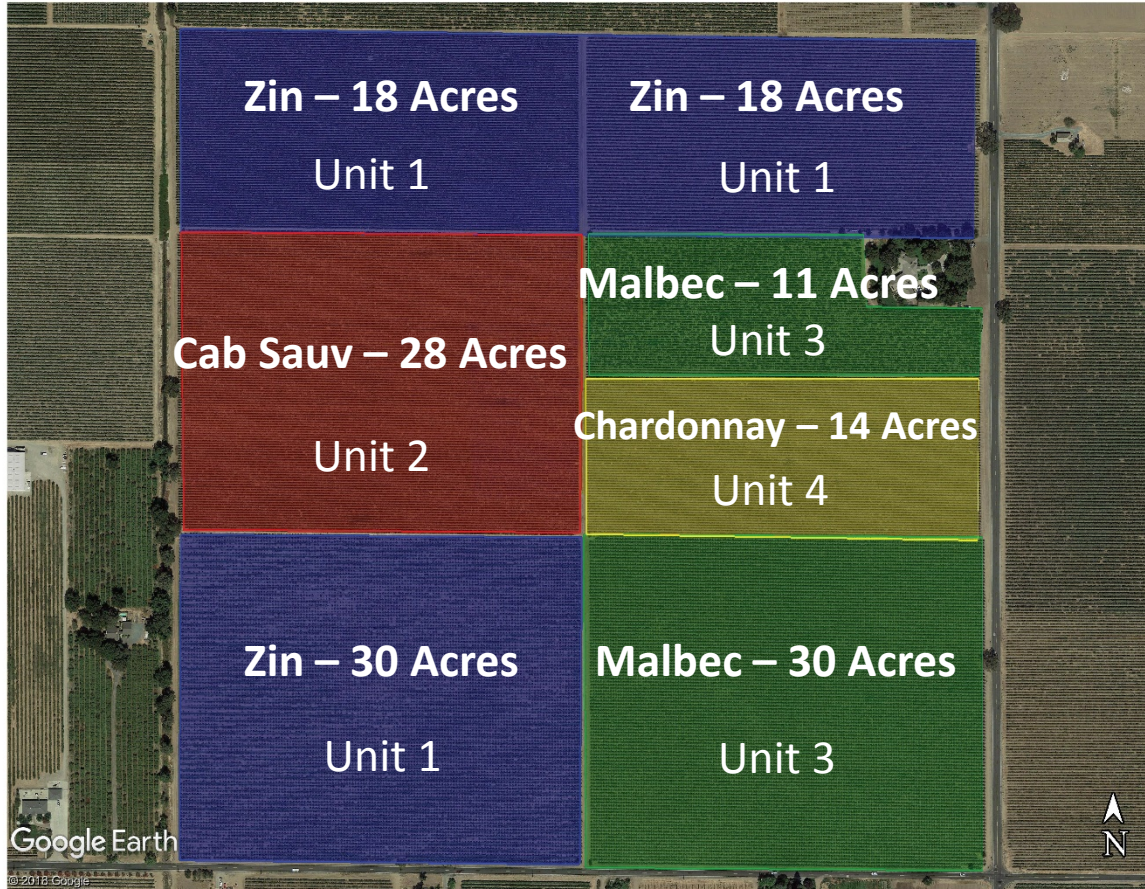 Zin – 18 Acres
Unit 1
Zin – 18 Acres
Unit 1
Malbec – 11 Acres
Unit 3
Cab Sauv – 28 Acres
Unit 2
Chardonnay – 14 Acres
Unit 4
Zin – 30 Acres
Unit 1
Malbec – 30 Acres
Unit 3
N
Google Earth
© 2018 Google